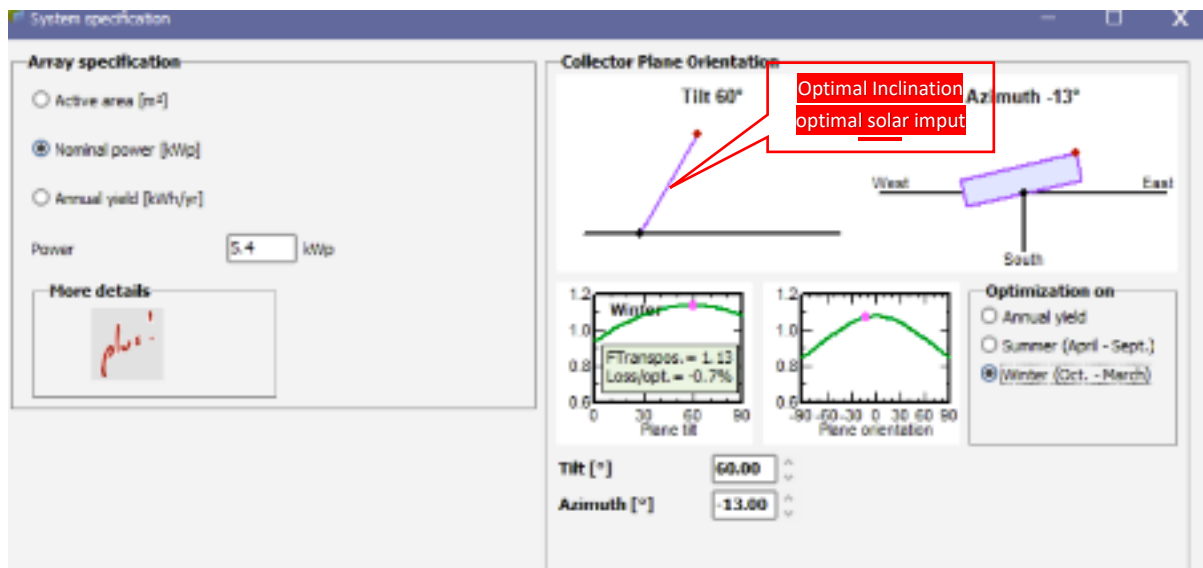 System specification
Array specification
Active area [m²]
Nominal power [kWp]
Annual yield [kWh/yr]
Power 5.4 kWp
More details
plus!
Collector Plane Orientation
Tilt 60°
Optimal Inclination
optimal solar imput
Azimuth -13°
West East
South
1.2
1.0
0.8
0.6
Winter
FTranspos.= 1.13
Loss/opt.= -0.7%
0 30 60 90
Plane tilt
1.2
1.0
0.8
0.6
-90 -60 -30 0 30 60 90
Plane orientation
Optimization on
Annual yield
Summer (April - Sept.)
Winter (Oct. - March)
Tilt [°] 60.00
Azimuth [°] -13.00